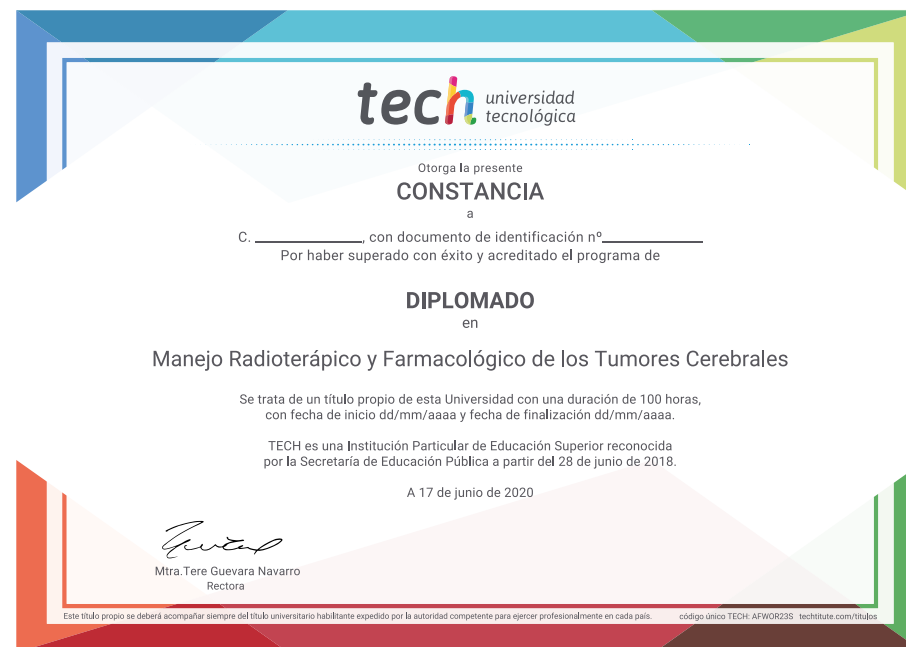 tech universidad
tecnológica
Otorga la presente
CONSTANCIA
a
C. ____________, con documento de identificación nº____________
Por haber superado con éxito y acreditado el programa de
DIPLOMADO
en
Manejo Radioterápico y Farmacológico de los Tumores Cerebrales
Se trata de un título propio de esta Universidad con una duración de 100 horas,
con fecha de inicio dd/mm/aaaa y fecha de finalización dd/mm/aaaa.
TECH es una Institución Particular de Educación Superior reconocida
por la Secretaría de Educación Pública a partir del 28 de junio de 2018.
A 17 de junio de 2020
Mtra.Tere Guevara Navarro
Rectora
Este título propio se deberá acompañar siempre del título universitario habilitante expedido por la autoridad competente para ejercer profesionalmente en cada país. código único TECH: AFWOR23S techtitute.com/titulos